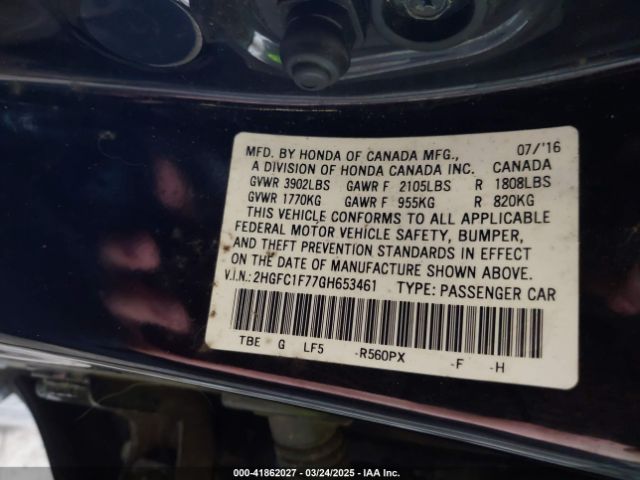 MFD. BY HONDA OF CANADA MFG., 07/'16
A DIVISION OF HONDA CANADA INC. CANADA
GVWR 3902LBS GAWR F 2105LBS R 1808LBS
GVWR 1770KG GAWR F 955KG R 820KG
THIS VEHICLE CONFORMS TO ALL APPLICABLE
FEDERAL MOTOR VEHICLE SAFETY, BUMPER,
AND THEFT PREVENTION STANDARDS IN EFFECT
ON THE DATE OF MANUFACTURE SHOWN ABOVE.
V.I.N.: 2HGFC1F77GH653461 TYPE: PASSENGER CAR
TBE G LF5 -R560PX -F -H
000-41862027 - 03/24/2025 - IAA Inc.